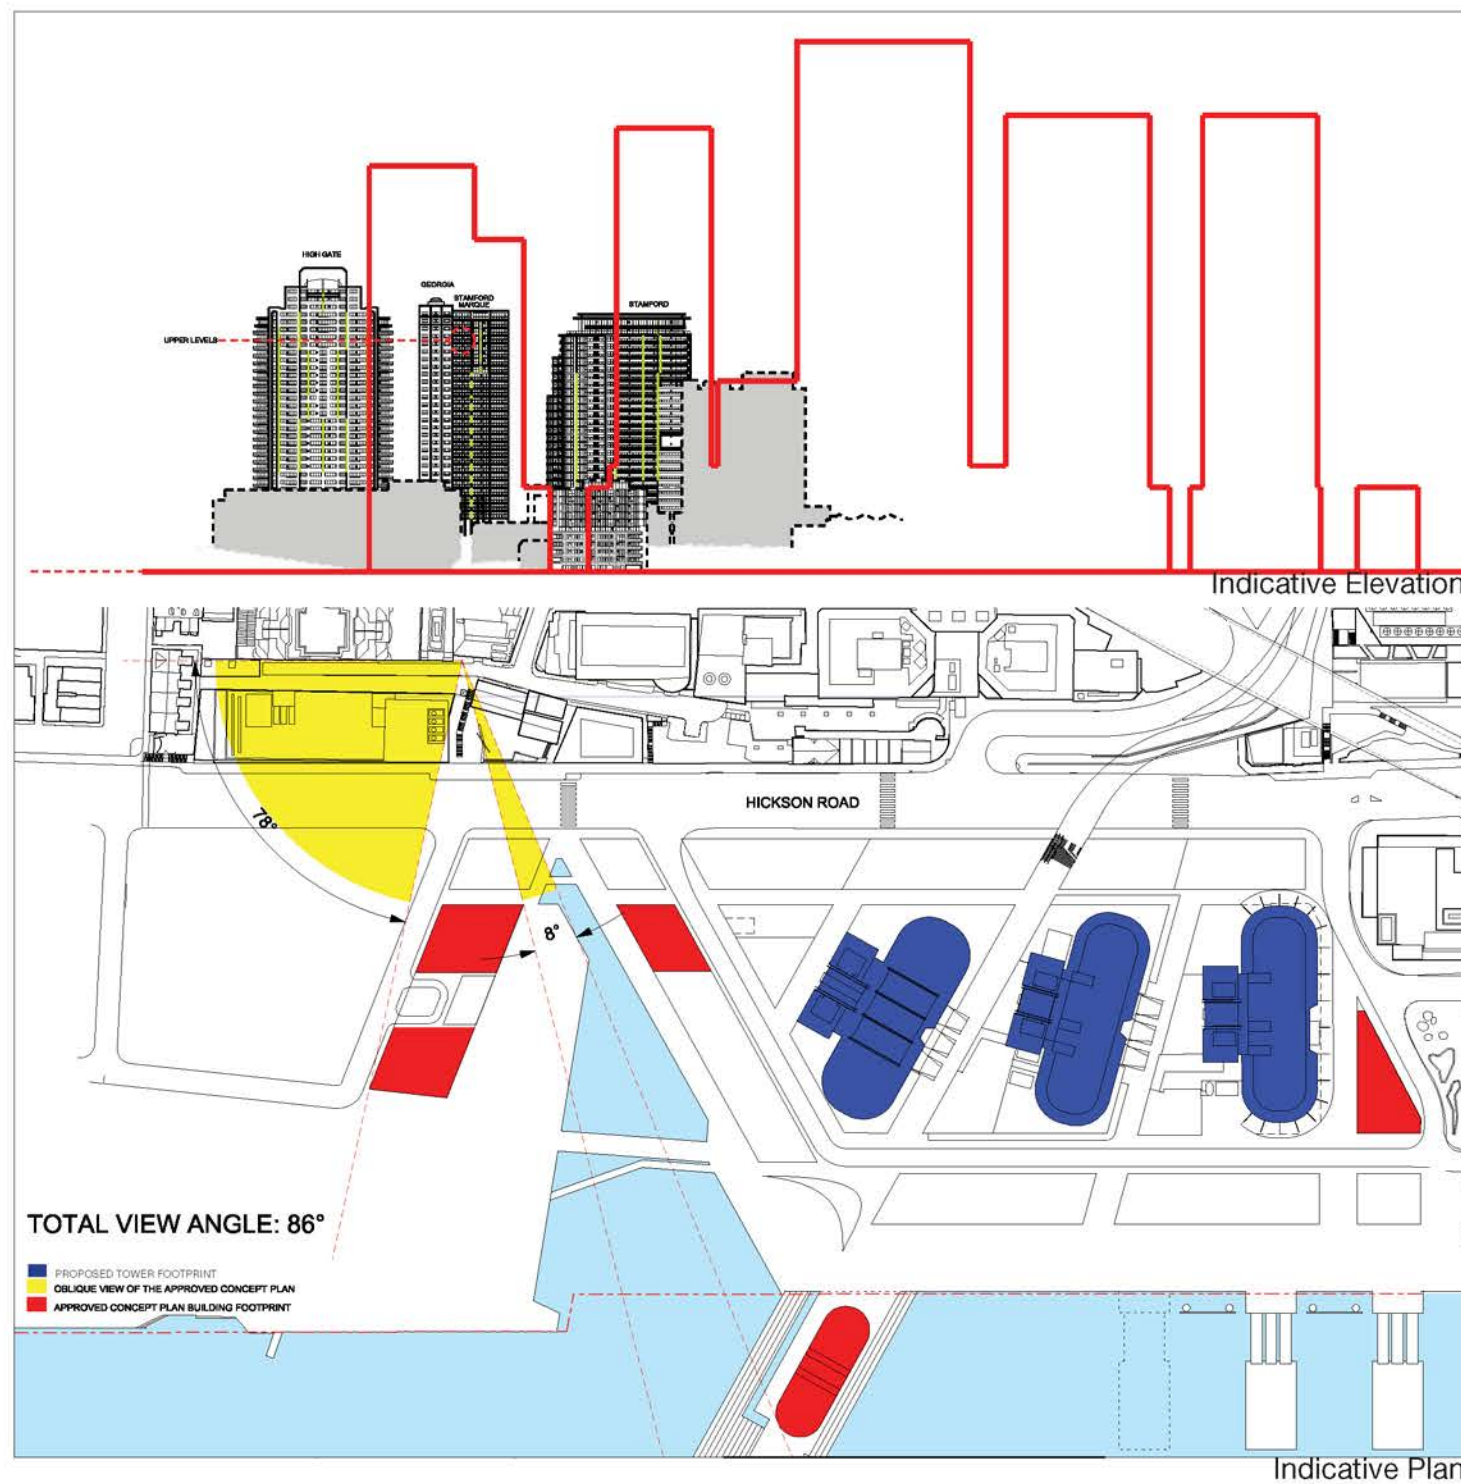 HIGH GATE
GEORGIA
STAMFORD
MARQUE
STAMFORD
UPPER LEVELS
Indicative Elevation
HICKSON ROAD
78°
8°
TOTAL VIEW ANGLE: 86°
PROPOSED TOWER FOOTPRINT
OBLIQUE VIEW OF THE APPROVED CONCEPT PLAN
APPROVED CONCEPT PLAN BUILDING FOOTPRINT
Indicative Plan